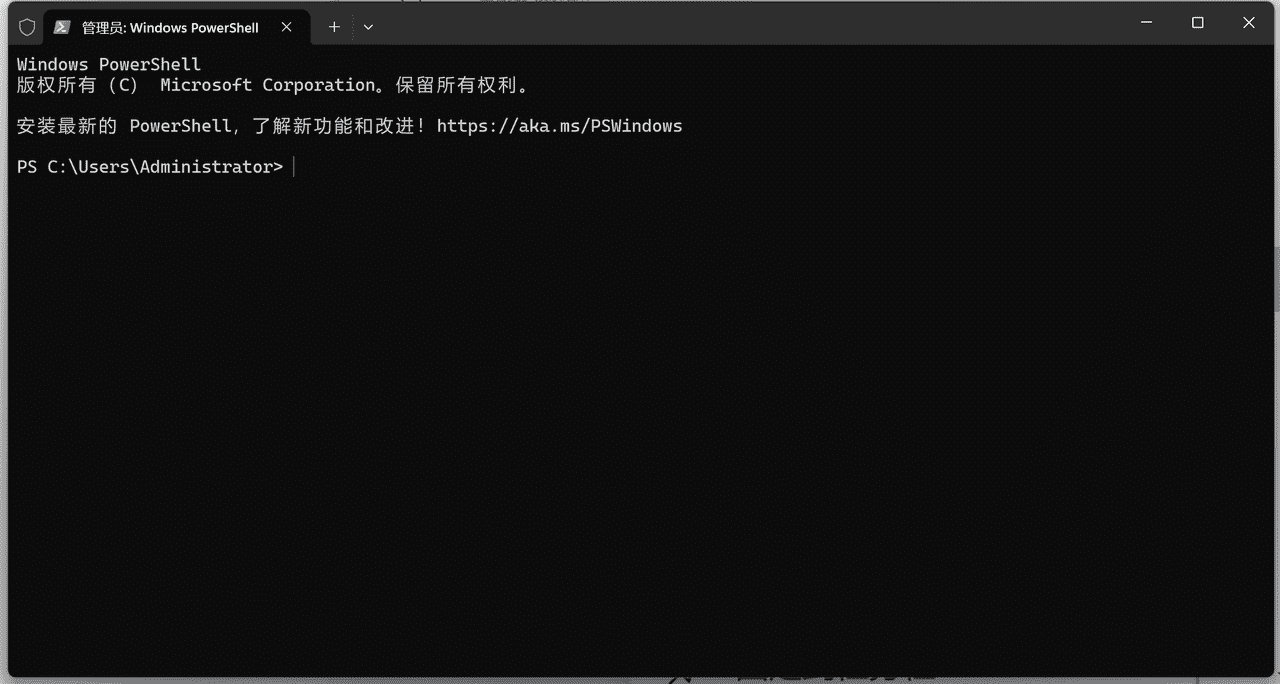 管理员: Windows PowerShell
Windows PowerShell
版权所有 (C) Microsoft Corporation。保留所有权利。
安装最新的 PowerShell，了解新功能和改进！https://aka.ms/PSWindows
PS C:\Users\Administrator>